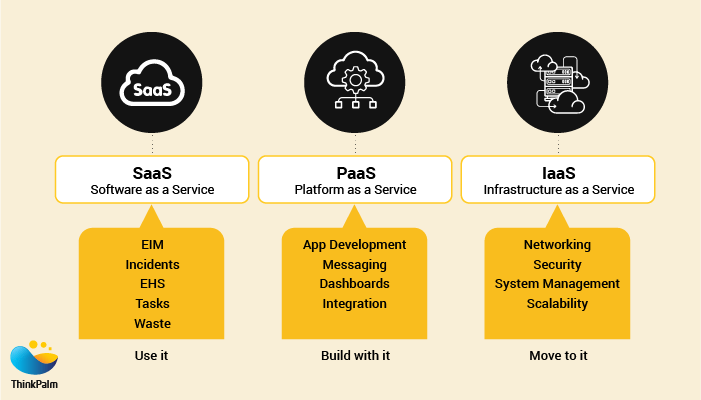 SaaS
SaaS
Software as a Service
EIM
Incidents
EHS
Tasks
Waste
Use it
PaaS
Platform as a Service
App Development
Messaging
Dashboards
Integration
Build with it
IaaS
Infrastructure as a Service
Networking
Security
System Management
Scalability
Move to it
ThinkPalm